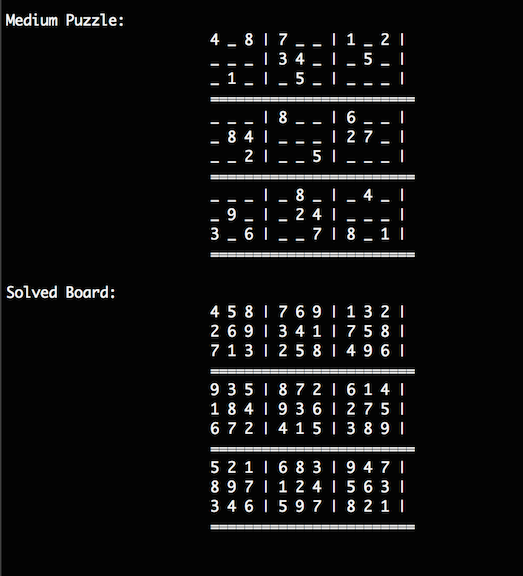 Medium Puzzle:
4 _ 8 | 7 _ _ | 1 _ 2 |
_ _ _ | 3 4 _ | _ 5 _ |
_ 1 _ | _ 5 _ | _ _ _ |
========================
_ _ _ | 8 _ _ | 6 _ _ |
_ 8 4 | _ _ _ | 2 7 _ |
_ _ 2 | _ _ 5 | _ _ _ |
========================
_ _ _ | _ 8 _ | _ 4 _ |
_ 9 _ | _ 2 4 | _ _ _ |
3 _ 6 | _ _ 7 | 8 _ 1 |
========================
Solved Board:
4 5 8 | 7 6 9 | 1 3 2 |
2 6 9 | 3 4 1 | 7 5 8 |
7 1 3 | 2 5 8 | 4 9 6 |
========================
9 3 5 | 8 7 2 | 6 1 4 |
1 8 4 | 9 3 6 | 2 7 5 |
6 7 2 | 4 1 5 | 3 8 9 |
========================
5 2 1 | 6 8 3 | 9 4 7 |
8 9 7 | 1 2 4 | 5 6 3 |
3 4 6 | 5 9 7 | 8 2 1 |
========================